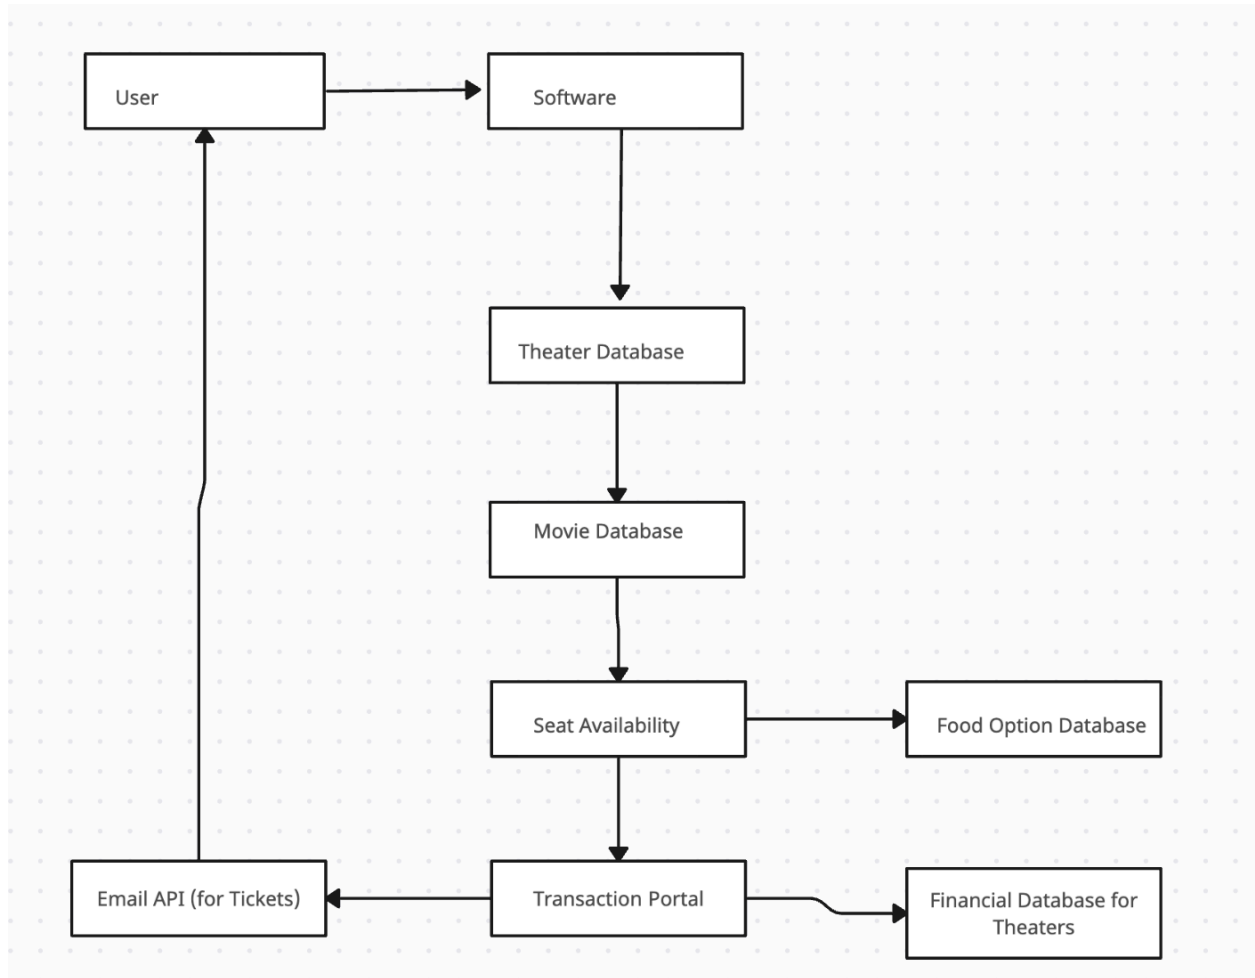 User
Software
Theater Database
Movie Database
Seat Availability
Food Option Database
Email API (for Tickets)
Transaction Portal
Financial Database for
Theaters